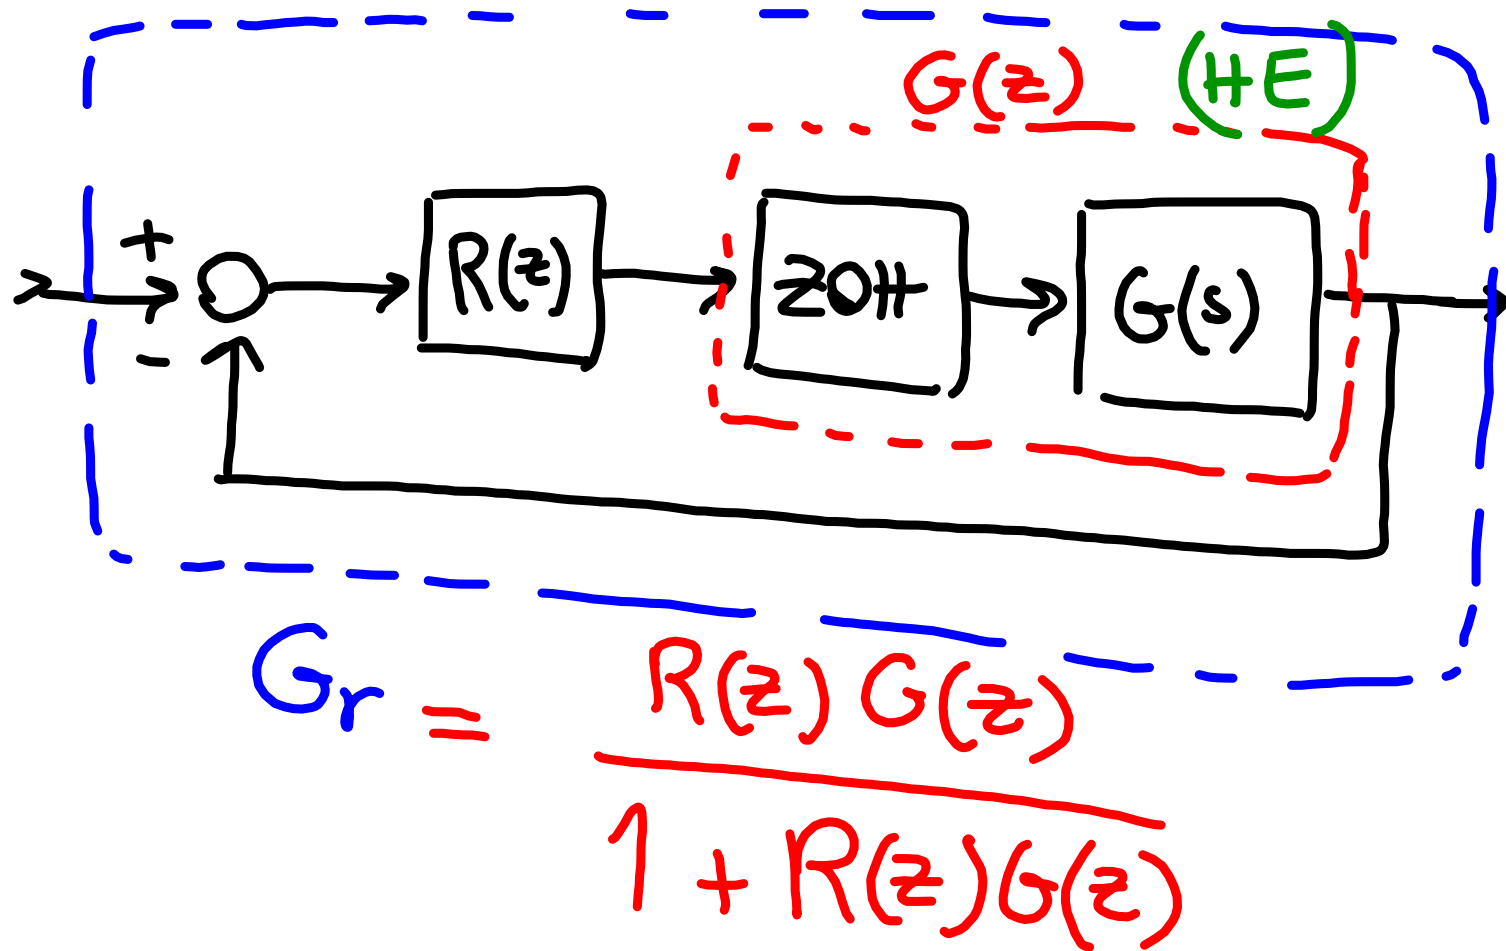 G(z) (HE)
+
R(z) ZOH G(s)
-
Gr = R(z) G(z)
1 + R(z) G(z)